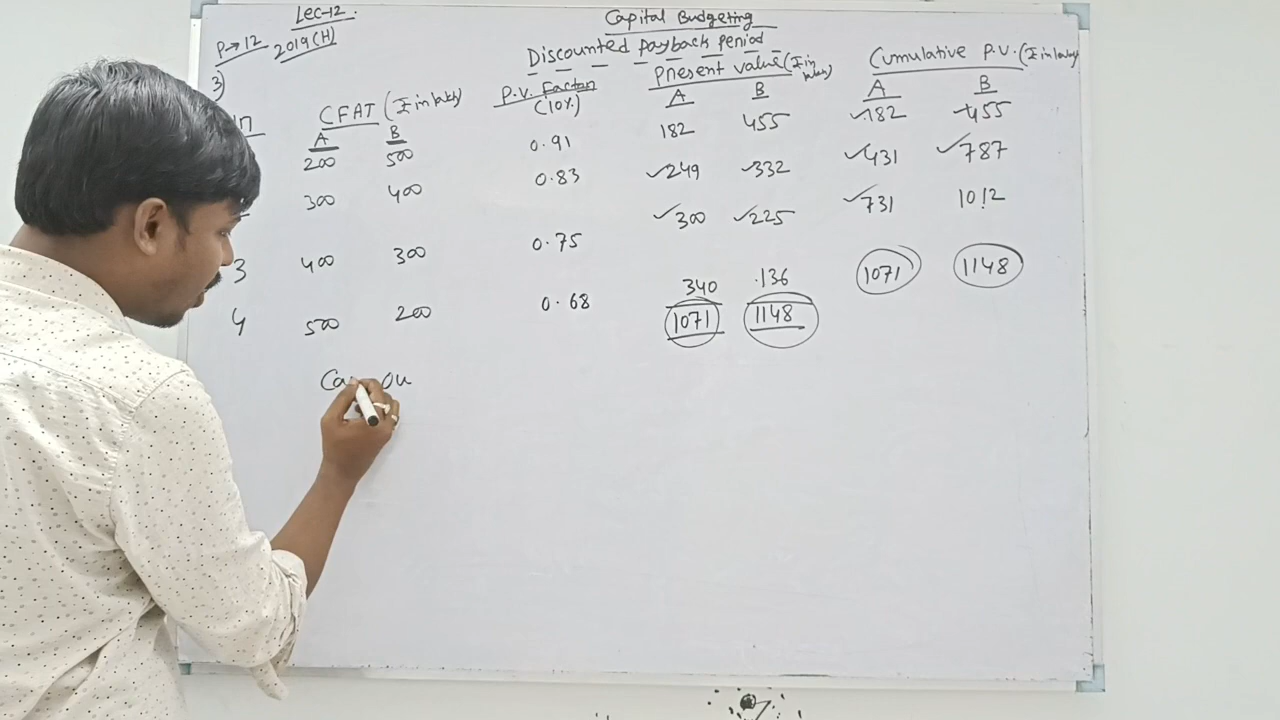 Lec-12.
Capital Budgeting
P→12
2019(H)
Discounted payback period
3)
n
CFAT (₹ in lakhs)
P.V. Factor
(10%)
Present value (₹ in lakhs)
Cumulative P.V. (₹ in lakhs)
A B
A B
A B
200 500 0.91 182 455 ✓182 ✓455
300 400 0.83 ✓249 ✓332 ✓431 ✓787
3 400 300 0.75 ✓300 ✓225 ✓731 1012
4 500 200 0.68 340 .136 1071 1148
1071 1148
Ca Ou